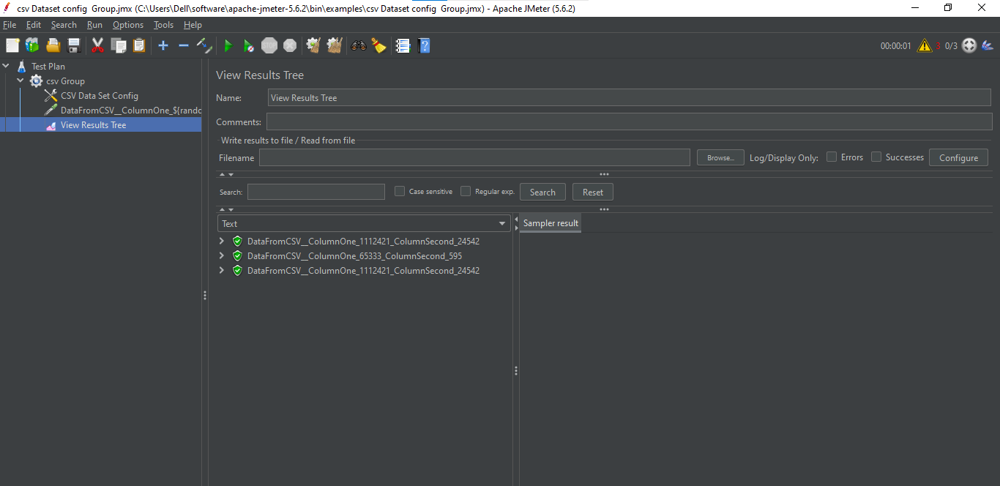 csv Dataset config  Group.jmx (C:\Users\Dell\software\apache-jmeter-5.6.2\bin\examples\csv Dataset config  Group.jmx) - Apache JMeter (5.6.2)
File Edit Search Run Options Tools Help
STOP 00:00:01 3 0/3
Test Plan
csv Group
CSV Data Set Config
DataFromCSV__ColumnOne_${randc
View Results Tree
View Results Tree
Name: View Results Tree
Comments:
Write results to file / Read from file
Filename Browse... Log/Display Only: Errors Successes Configure
Search: Case sensitive Regular exp. Search Reset
Text
DataFromCSV__ColumnOne_1112421_ColumnSecond_24542
DataFromCSV__ColumnOne_65333_ColumnSecond_595
DataFromCSV__ColumnOne_1112421_ColumnSecond_24542
Sampler result